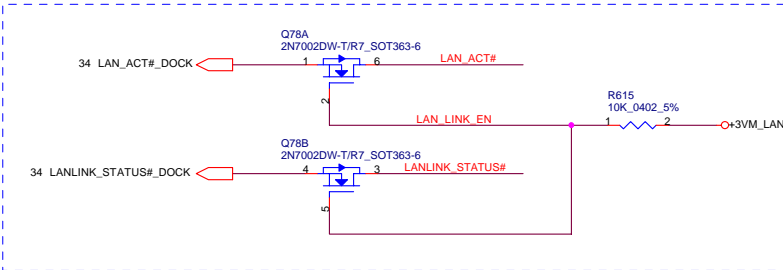 Q78A
2N7002DW-T/R7_SOT363-6
34 LAN_ACT#_DOCK
1
6
LAN_ACT#
2
R615
10K_0402_5%
LAN_LINK_EN
1
2
+3VM_LAN
Q78B
2N7002DW-T/R7_SOT363-6
34 LANLINK_STATUS#_DOCK
4
3
LANLINK_STATUS#
5